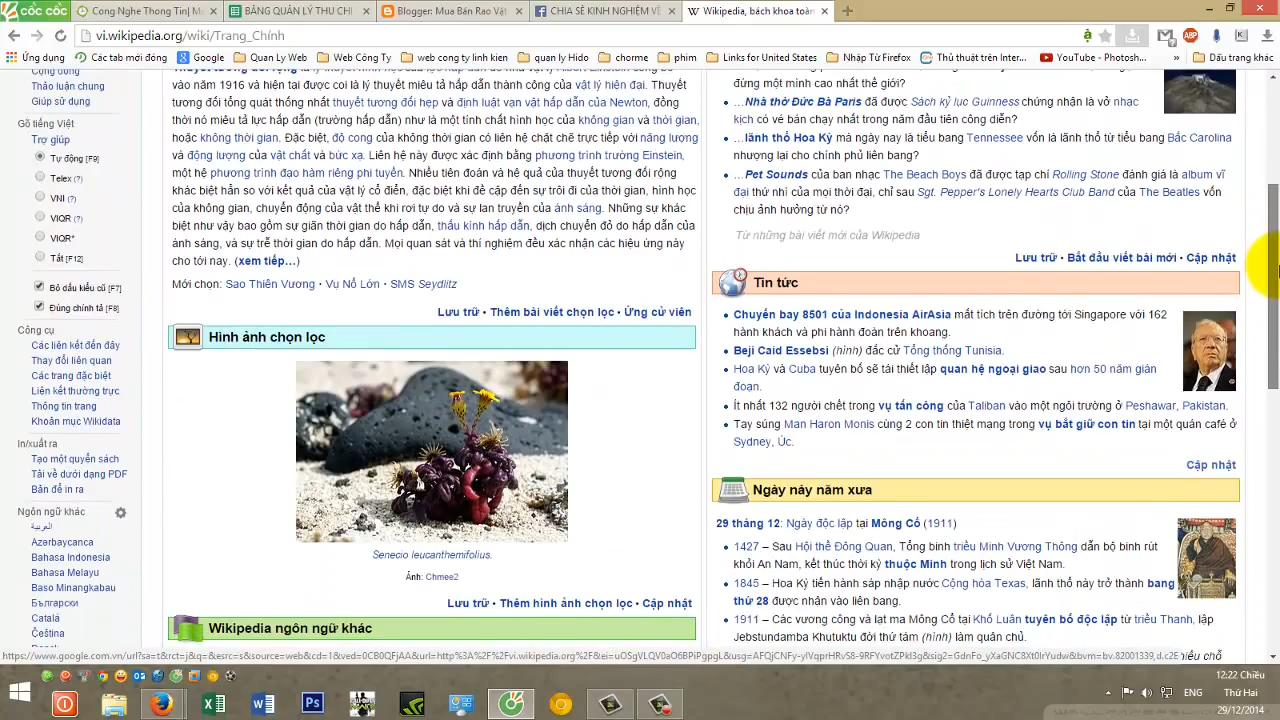 cốc cốc
Cong Nghe Thong Tin| M
BẢNG QUẢN LÝ THU CHI
Blogger: Mái Bán Kéo Vật
CHIA SẺ KINH NGHIỆM V
Wikipedia, bách khoa toàn
vi.wikipedia.org/wiki/Trang_Chính
Ứng dụng
Các tab mới đóng
Google
Quan Ly Web
Web Công Ty
web cong ty linh kien
quan ly Hido
chorme
phim
Links for United States
Nhập Từ Firefox
Thủ thuật trên internet
YouTube - Photosh...
Dấu trang khác
Cộng đồng
Thảo luận chung
Giúp sử dụng
Gõ tiếng Việt
Trợ giúp
Tự động [F9]
Telex (?)
VNI (?)
VIQR (?)
VIQR*
Tắt [F12]
Bỏ dấu kiểu cũ [F7]
Đúng chính tả [F8]
Công cụ
Các liên kết đến đây
Thay đổi liên quan
Các trang đặc biệt
Liên kết thường trực
Thông tin trang
Khoản mục Wikidata
In/xuất ra
Tạo một quyển sách
Tải về dưới dạng PDF
Bản để in ra
Ngôn ngữ khác
العربية
Azərbaycanca
Bahasa Indonesia
Bahasa Melayu
Baso Minangkabau
Български
Català
Čeština
vào năm 1916 và hiện tại được coi là lý thuyết miêu tả hấp dẫn thành công của vật lý hiện đại. Thuyết
tương đối tổng quát thống nhất thuyết tương đối hẹp và định luật vạn vật hấp dẫn của Newton, đồng
thời nó miêu tả lực hấp dẫn (trường hấp dẫn) như là một tính chất hình học của không gian và thời gian,
hoặc không thời gian. Đặc biệt, độ cong của không thời gian có liên hệ chặt chẽ trực tiếp với năng lượng
và động lượng của vật chất và bức xạ. Liên hệ này được xác định bằng phương trình trường Einstein,
một hệ phương trình đạo hàm riêng phi tuyến. Nhiều tiên đoán và hệ quả của thuyết tương đối rộng
khác biệt hẳn so với kết quả của vật lý cổ điển, đặc biệt khi đề cập đến sự trôi đi của thời gian, hình học
của không gian, chuyển động của vật thể khi rơi tự do và sự lan truyền của ánh sáng. Những sự khác
biệt như vậy bao gồm sự giãn thời gian do hấp dẫn, thấu kính hấp dẫn, dịch chuyển đỏ do hấp dẫn của
ánh sáng, và sự trễ thời gian do hấp dẫn. Mọi quan sát và thí nghiệm đều xác nhận các hiệu ứng này
cho tới nay. (xem tiếp...)
Mới chọn: Sao Thiên Vương · Vụ Nổ Lớn · SMS Seydlitz
Lưu trữ · Thêm bài viết chọn lọc · Ứng cử viên
Hình ảnh chọn lọc
Senecio leucanthemifolius.
Ảnh: Chmee2
Lưu trữ · Thêm hình ảnh chọn lọc · Cập nhật
Wikipedia ngôn ngữ khác
đứng một mình cao nhất thế giới?
...Nhà thờ Đức Bà Paris đã được Sách kỷ lục Guinness chứng nhận là vở nhạc
kịch có vé bán chạy nhất trong năm đầu tiên công diễn?
...lãnh thổ Hoa Kỳ mà ngày nay là tiểu bang Tennessee vốn là lãnh thổ từ tiểu bang Bắc Carolina
nhượng lại cho chính phủ liên bang?
...Pet Sounds của ban nhạc The Beach Boys đã được tạp chí Rolling Stone đánh giá là album vĩ
đại thứ nhì của mọi thời đại, chỉ sau Sgt. Pepper's Lonely Hearts Club Band của The Beatles vốn
chịu ảnh hưởng từ nó?
Từ những bài viết mới của Wikipedia
Lưu trữ · Bắt đầu viết bài mới · Cập nhật
Tin tức
Chuyến bay 8501 của Indonesia AirAsia mất tích trên đường tới Singapore với 162
hành khách và phi hành đoàn trên khoang.
Beji Caid Essebsi (hình) đắc cử Tổng thống Tunisia.
Hoa Kỳ và Cuba tuyên bố sẽ tái thiết lập quan hệ ngoại giao sau hơn 50 năm gián
đoạn.
Ít nhất 132 người chết trong vụ tấn công của Taliban vào một ngôi trường ở Peshawar, Pakistan.
Tay súng Man Haron Monis cùng 2 con tin thiệt mạng trong vụ bắt giữ con tin tại một quán café ở
Sydney, Úc.
Cập nhật
Ngày này năm xưa
29 tháng 12: Ngày độc lập tại Mông Cổ (1911)
1427 – Sau Hội thề Đông Quan, Tổng binh triều Minh Vương Thông dẫn bộ binh rút
khỏi An Nam, kết thúc thời kỳ thuộc Minh trong lịch sử Việt Nam.
1845 – Hoa Kỳ tiến hành sáp nhập nước Cộng hòa Texas, lãnh thổ này trở thành bang
thứ 28 được nhận vào liên bang.
1911 – Các vương công và lạt ma Mông Cổ tại Khố Luân tuyên bố độc lập từ triều Thanh, lập
Jebstundamba Khutuktu đời thứ tám (hình) làm quân chủ.
ENG
12:22 Chiều
Thứ Hai
29/12/2014